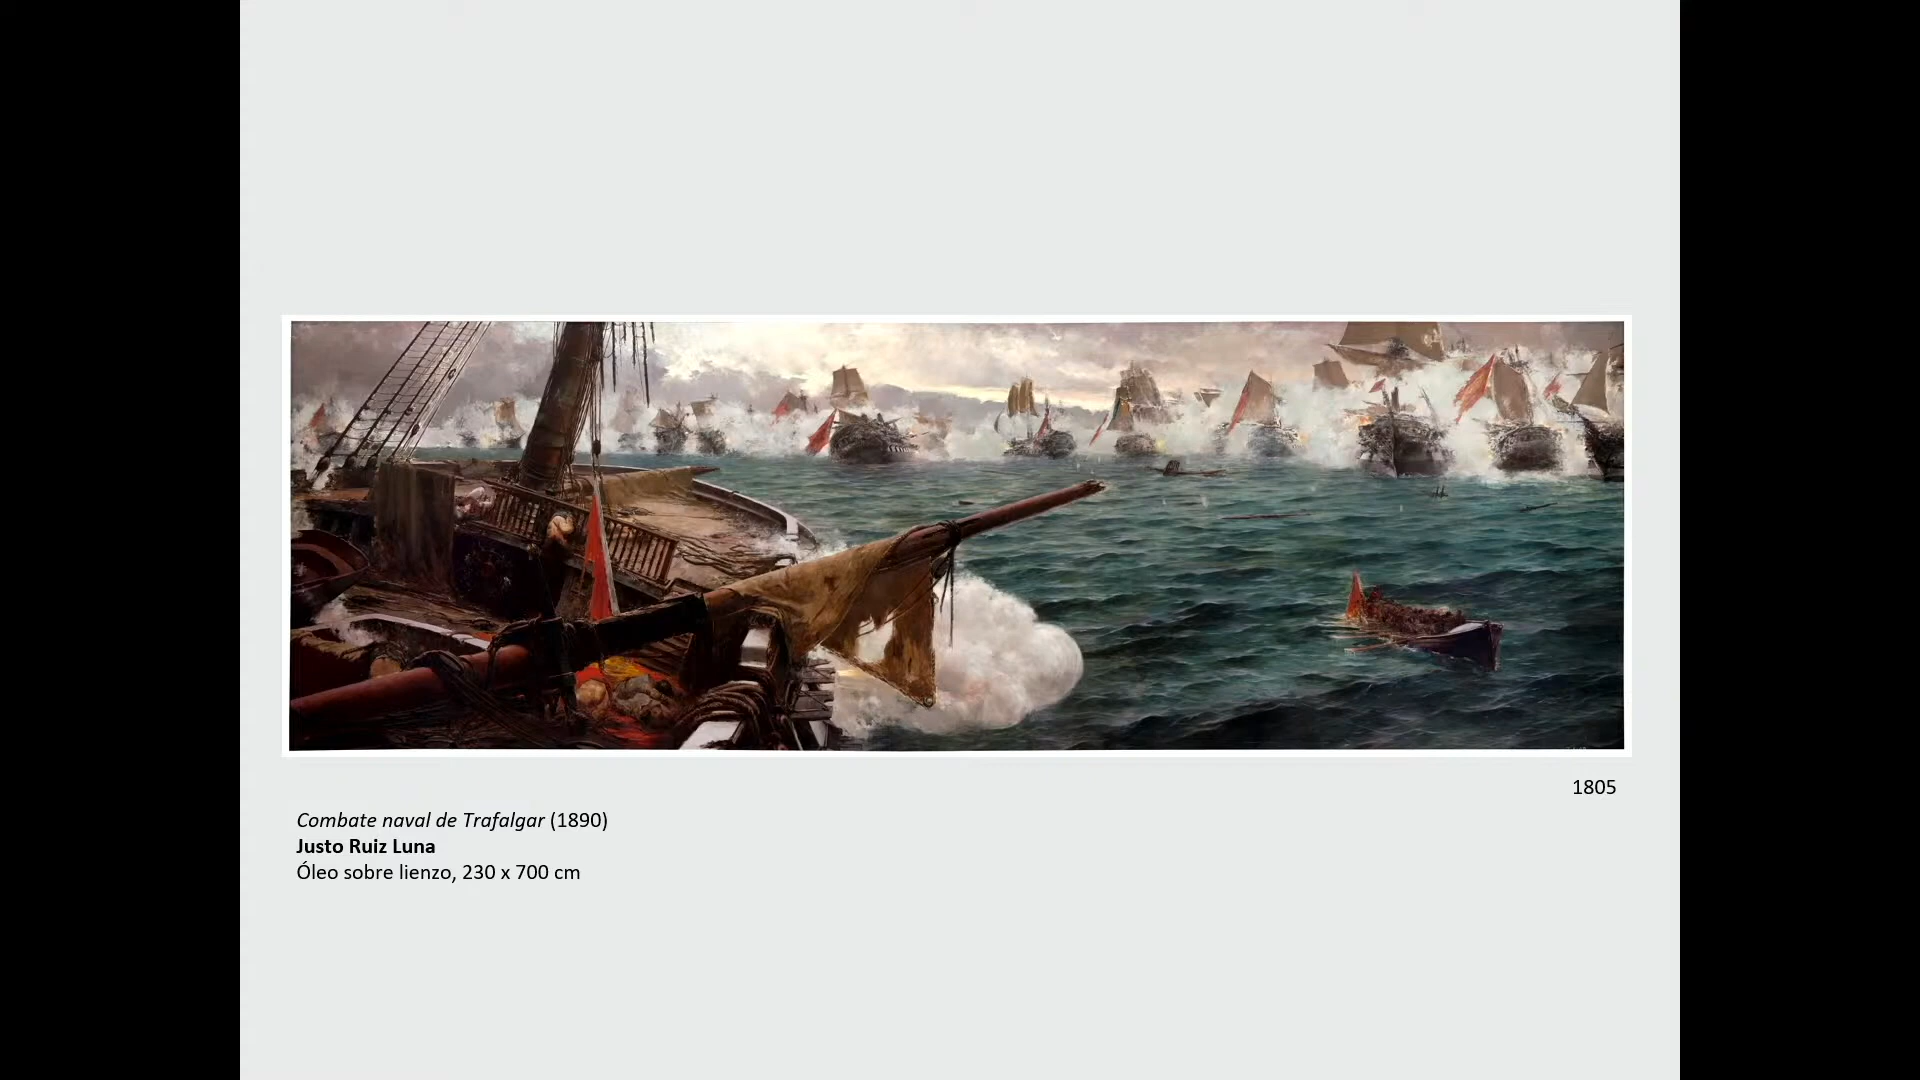 1805
Combate naval de Trafalgar (1890)
Justo Ruiz Luna
Óleo sobre lienzo, 230 x 700 cm